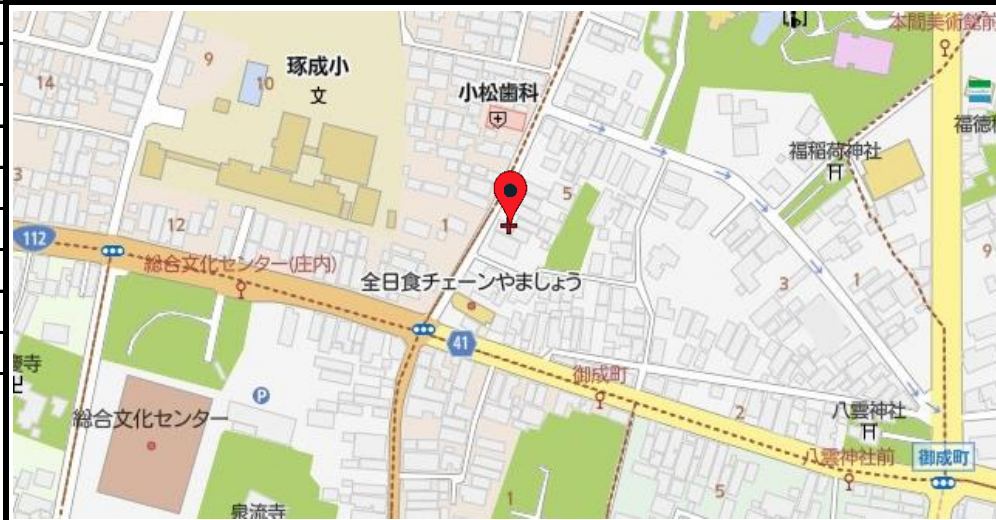 本間美術館前
9
琢成小
14
10
文
小松歯科
福徳
福稲荷神社
3
5
12
1
112
総合文化センター(庄内)
全日食チェーンやましょう
3
1
9
41
御成町
慶寺
P
総合文化センター
2
八雲神社
八雲神社前
御成町
1
5
泉流寺